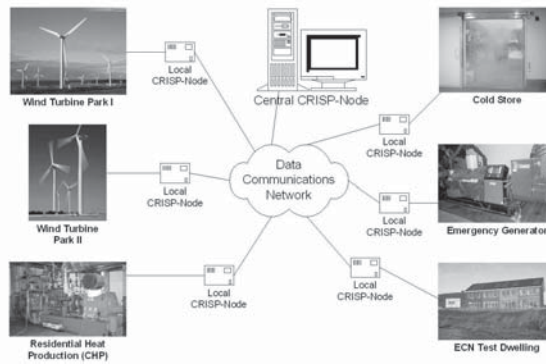 Local
CRISP-Node
Wind Turbine Park I
Central CRISP-Node
Cold Store
Local
CRISP-Node
Data
Communications
Network
Local
CRISP-Node
Wind Turbine
Park II
Local
CRISP-Node
Emergency Generator
Local
CRISP-Node
Local
CRISP-Node
Residential Heat
Production (CHP)
ECN Test Dwelling